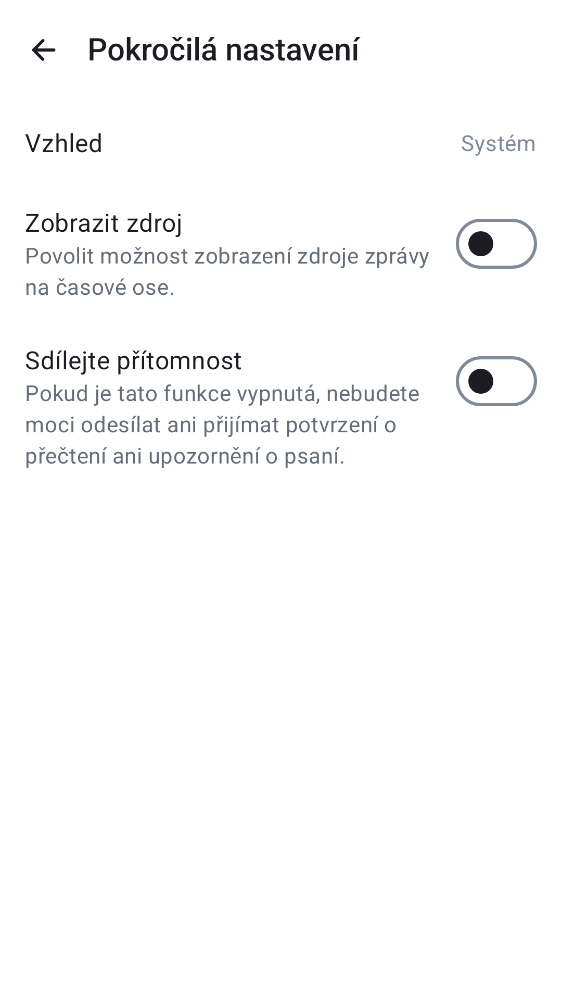 Pokročilá nastavení
Vzhled
Systém
Zobrazit zdroj
Povolit možnost zobrazení zdroje zprávy
na časové ose.
Sdílejte přítomnost
Pokud je tato funkce vypnutá, nebudete
moci odesílat ani přijímat potvrzení o
přečtení ani upozornění o psaní.